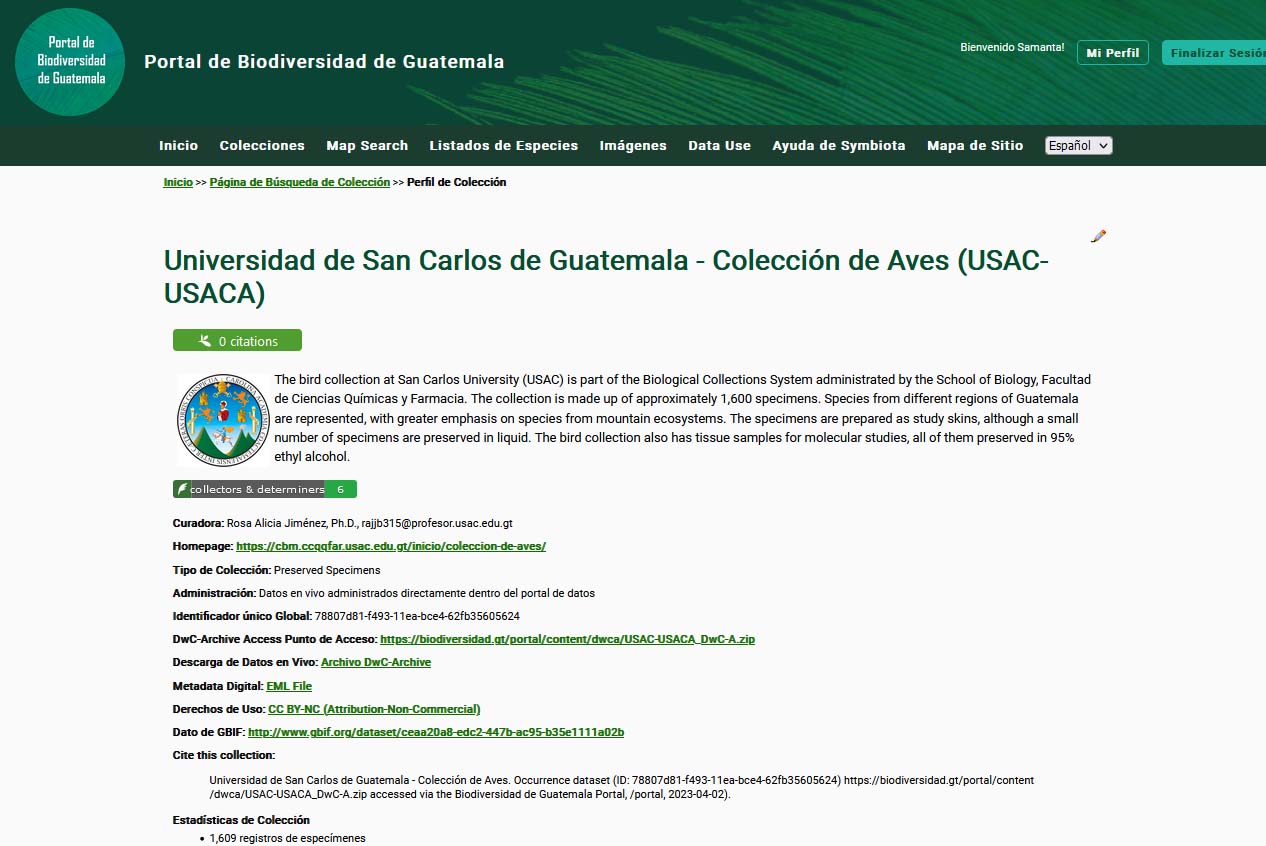 Portal de
Biodiversidad
de Guatemala
Portal de Biodiversidad de Guatemala
Bienvenido Samanta!
Mi Perfil
Finalizar Sesión
Inicio Colecciones Map Search Listados de Especies Imágenes Data Use Ayuda de Symbiota Mapa de Sitio Español
Inicio >> Página de Búsqueda de Colección >> Perfil de Colección
Universidad de San Carlos de Guatemala - Colección de Aves (USAC-
USACA)
0 citations
The bird collection at San Carlos University (USAC) is part of the Biological Collections System administrated by the School of Biology, Facultad
de Ciencias Químicas y Farmacia. The collection is made up of approximately 1,600 specimens. Species from different regions of Guatemala
are represented, with greater emphasis on species from mountain ecosystems. The specimens are prepared as study skins, although a small
number of specimens are preserved in liquid. The bird collection also has tissue samples for molecular studies, all of them preserved in 95%
ethyl alcohol.
collectors & determiners 6
Curadora: Rosa Alicia Jiménez, Ph.D., rajjb315@profesor.usac.edu.gt
Homepage: https://cbm.ccqqfar.usac.edu.gt/inicio/coleccion-de-aves/
Tipo de Colección: Preserved Specimens
Administración: Datos en vivo administrados directamente dentro del portal de datos
Identificador único Global: 78807d81-f493-11ea-bce4-62fb35605624
DwC-Archive Access Punto de Acceso: https://biodiversidad.gt/portal/content/dwca/USAC-USACA_DwC-A.zip
Descarga de Datos en Vivo: Archivo DwC-Archive
Metadata Digital: EML File
Derechos de Uso: CC BY-NC (Attribution-Non-Commercial)
Dato de GBIF: http://www.gbif.org/dataset/ceaa20a8-edc2-447b-ac95-b35e1111a02b
Cite this collection:
Universidad de San Carlos de Guatemala - Colección de Aves. Occurrence dataset (ID: 78807d81-f493-11ea-bce4-62fb35605624) https://biodiversidad.gt/portal/content
/dwca/USAC-USACA_DwC-A.zip accessed via the Biodiversidad de Guatemala Portal, /portal, 2023-04-02).
Estadísticas de Colección
• 1,609 registros de especímenes